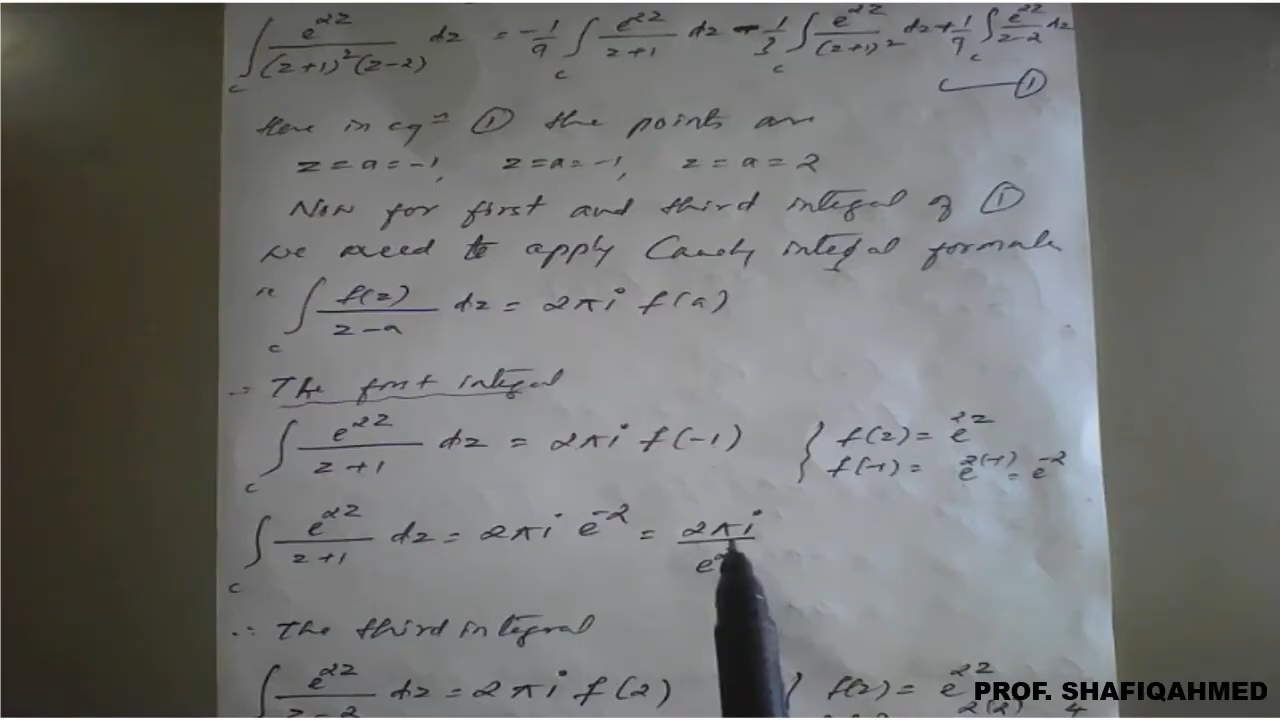 ∫_c e^{2z}/((z+1)^2(z-2)) dz = -1/9 ∫_c e^{2z}/(z+1) dz - 1/3 ∫_c e^{2z}/(z+1)^2 dz + 1/9 ∫_c e^{2z}/(z-2) dz
①
Here in eqn ① the points are
z = a = -1, z = a = -1, z = a = 2
Now for first and third integral of ①
we need to apply Cauchy integral formula
∫_c f(z)/(z-a) dz = 2πi f(a)
∴ The first integral
∫_c e^{2z}/(z+1) dz = 2πi f(-1) } f(z) = e^{2z}
f(-1) = e^{2(-1)} = e^{-2}
∫_c e^{2z}/(z+1) dz = 2πi e^{-2} = 2πi/e^2
∴ The third integral
∫ e^{2z}/(z-2) dz = 2πi f(2) } f(z) = e^{2z}
2(2) 4
PROF. SHAFIQAHMED